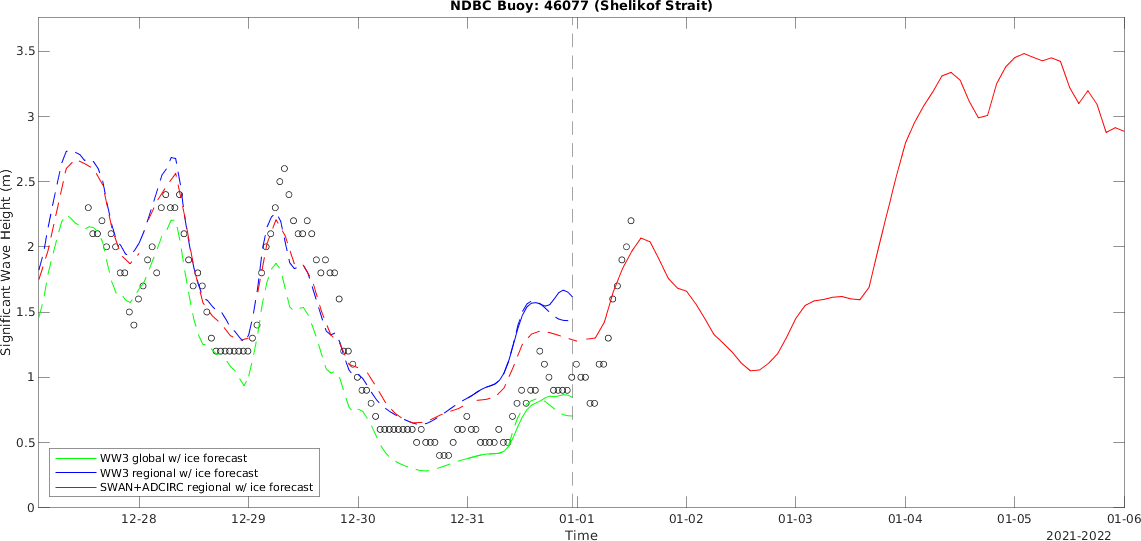 NDBC Buoy: 46077 (Shelikof Strait)
Significant Wave Height (m)
3.5
3
2.5
2
1.5
1
0.5
0
WW3 global w/ ice forecast
WW3 regional w/ ice forecast
SWAN+ADCIRC regional w/ ice forecast
12-28 12-29 12-30 12-31 01-01 01-02 01-03 01-04 01-05 01-06
Time
2021-2022